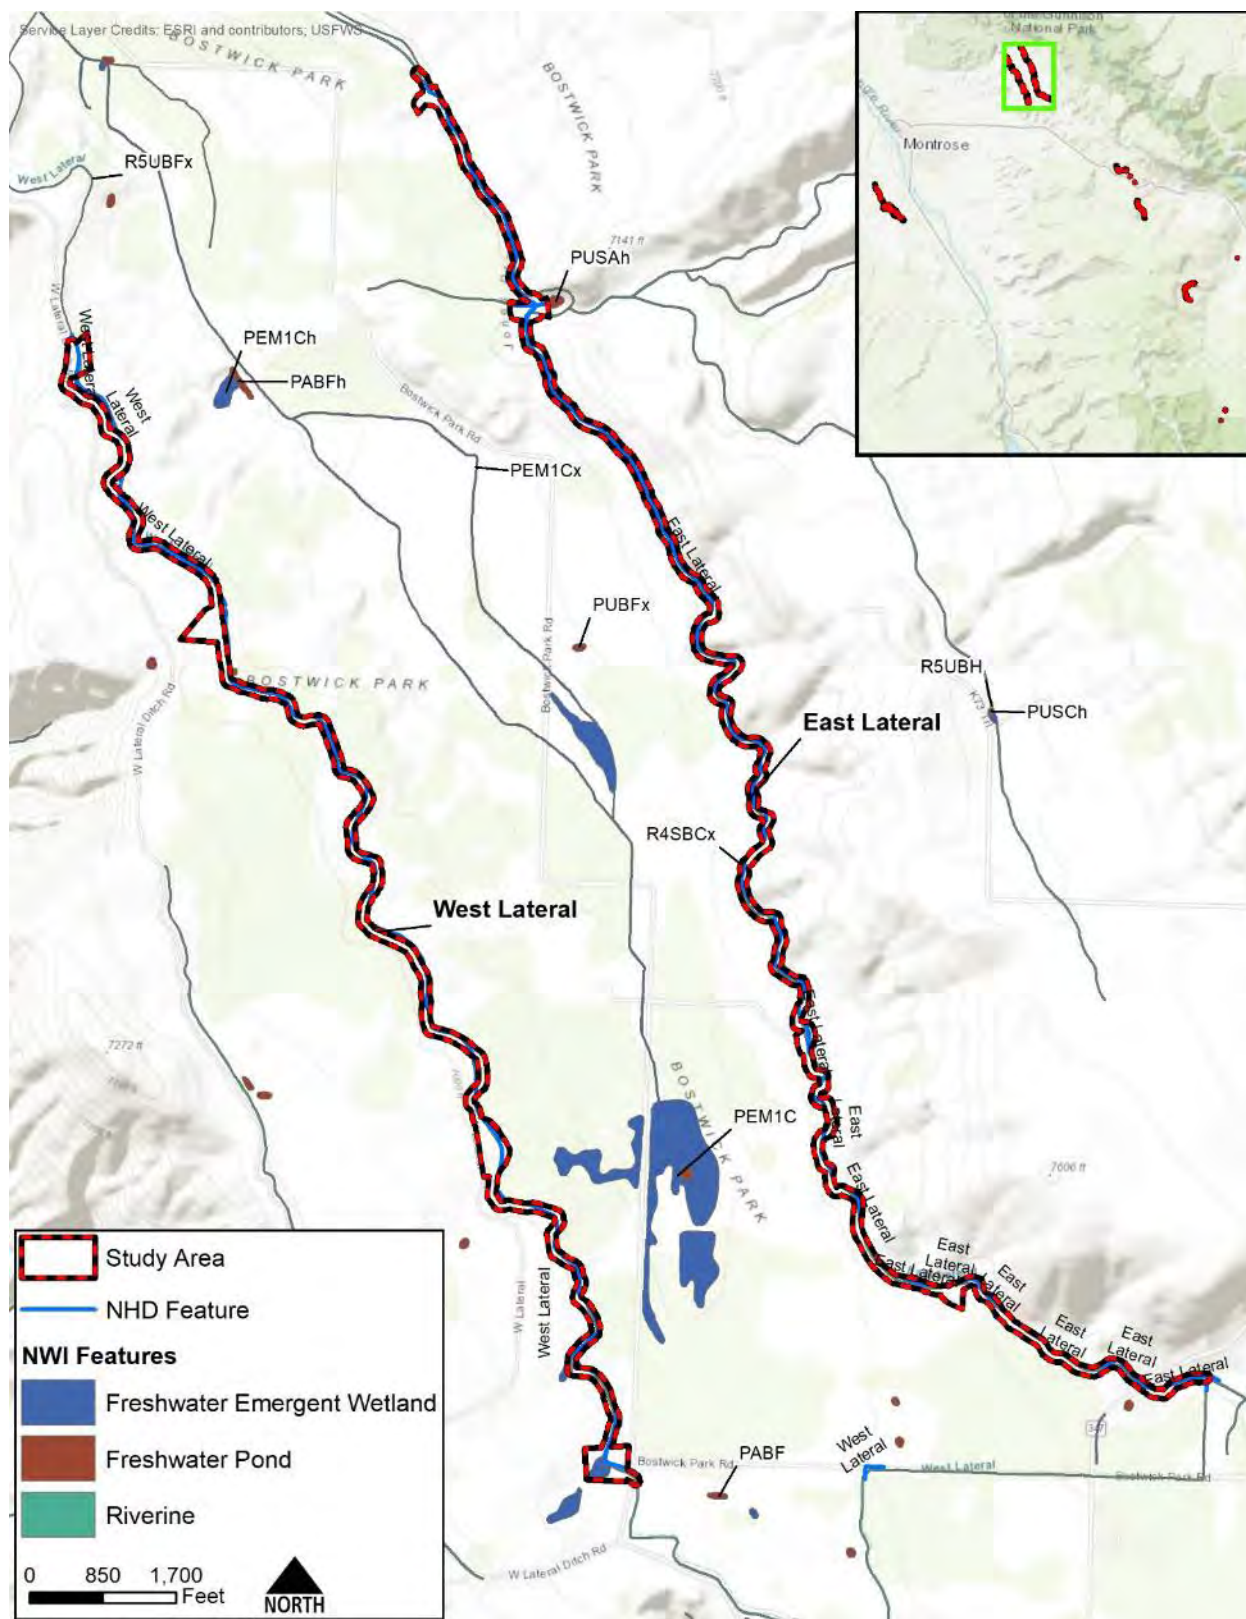 Service Layer Credits: ESRI and contributors; USFWS
BOSTWICK PARK
BOSTWICK PARK
of the Gunnison
National Park
Montrose
West Lateral
R5UBFx
7141 ft
PUSAh
W Lateral
West Lateral
PEM1Ch
PABFh
West
Lateral
Bostwick Park Rd
PEM1Cx
West Lateral
East Lateral
PUBFx
Bostwick Park Rd
R5UBH
BOSTWICK PARK
PUSCh
W Lateral Ditch Rd
East Lateral
R4SBCx
West Lateral
East Lateral
7272 ft
BOSTWICK PARK
East
Lateral
PEM1C
7606 ft
East Lateral
East
Lateral
East Lateral
East
Lateral
W Lateral
West Lateral
East
Lateral
East
Lateral
East Lateral
347
West
Lateral
Bostwick Park Rd
PABF
West Lateral
Bostwick Park Rd
W Lateral Ditch Rd
Study Area
NHD Feature
NWI Features
Freshwater Emergent Wetland
Freshwater Pond
Riverine
0 850 1,700
Feet
NORTH